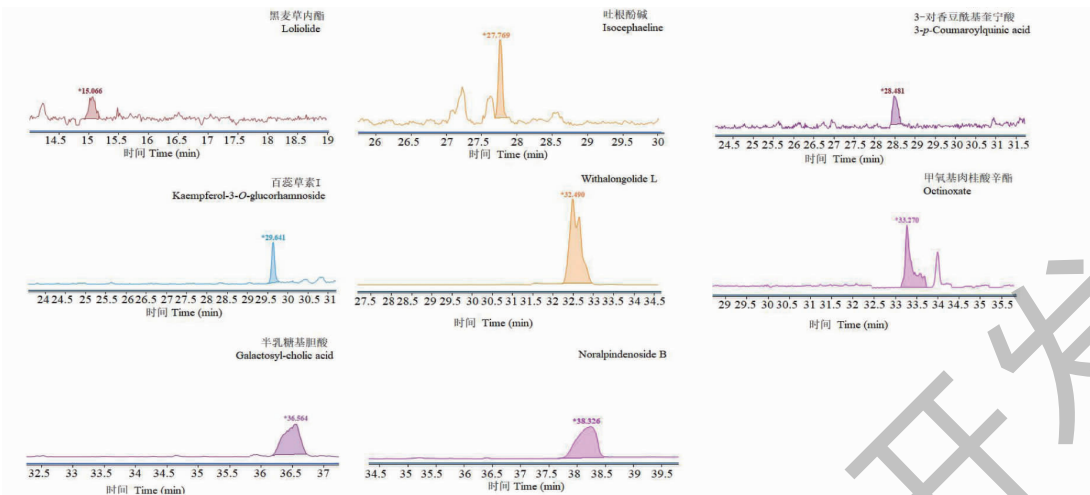 黑麦草内酯
Loliolide
*15.066
14.5 15 15.5 16 16.5 17 17.5 18 18.5 19
时间 Time (min)
吐根酚碱
Isocephaeline
*27.769
26 26.5 27 27.5 28 28.5 29 29.5 30
时间 Time (min)
3-对香豆酰基奎宁酸
3-p-Coumaroylquinic acid
*28.481
24.5 25 25.5 26 26.5 27 27.5 28 28.5 29 29.5 30 30.5 31 31.5
时间 Time (min)
百蕊草素I
Kaempferol-3-O-glucorhamnoside
*29.641
24 24.5 25 25.5 26 26.5 27 27.5 28 28.5 29 29.5 30 30.5 31
时间 Time (min)
Withalongolide L
*32.490
27.5 28 28.5 29 29.5 30 30.5 31 31.5 32 32.5 33 33.5 34 34.5
时间 Time (min)
甲氧基肉桂酸辛酯
Octinoxate
*33.270
29 29.5 30 30.5 31 31.5 32 32.5 33 33.5 34 34.5 35 35.5
时间 Time (min)
半乳糖基胆酸
Galactosyl-cholic acid
*36.564
32.5 33 33.5 34 34.5 35 35.5 36 36.5 37
时间 Time (min)
Noralpindenoside B
*38.326
34.5 35 35.5 36 36.5 37 37.5 38 38.5 39 39.5
时间 Time (min)